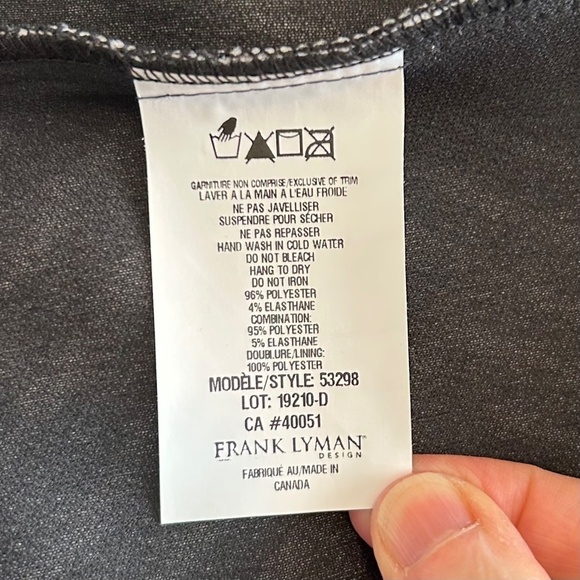 GARNITURE NON COMPRISE/EXCLUSIVE OF TRIM
LAVER A LA MAIN A L'EAU FROIDE
NE PAS JAVELLISER
SUSPENDRE POUR SÉCHER
NE PAS REPASSER
HAND WASH IN COLD WATER
DO NOT BLEACH
HANG TO DRY
DO NOT IRON
96% POLYESTER
4% ELASTHANE
COMBINATION:
95% POLYESTER
5% ELASTHANE
DOUBLURE/LINING:
100% POLYESTER
MODÈLE/STYLE: 53298
LOT: 19210-D
CA #40051
FRANK LYMAN
DESIGN
FABRIQUÉ AU/MADE IN
CANADA